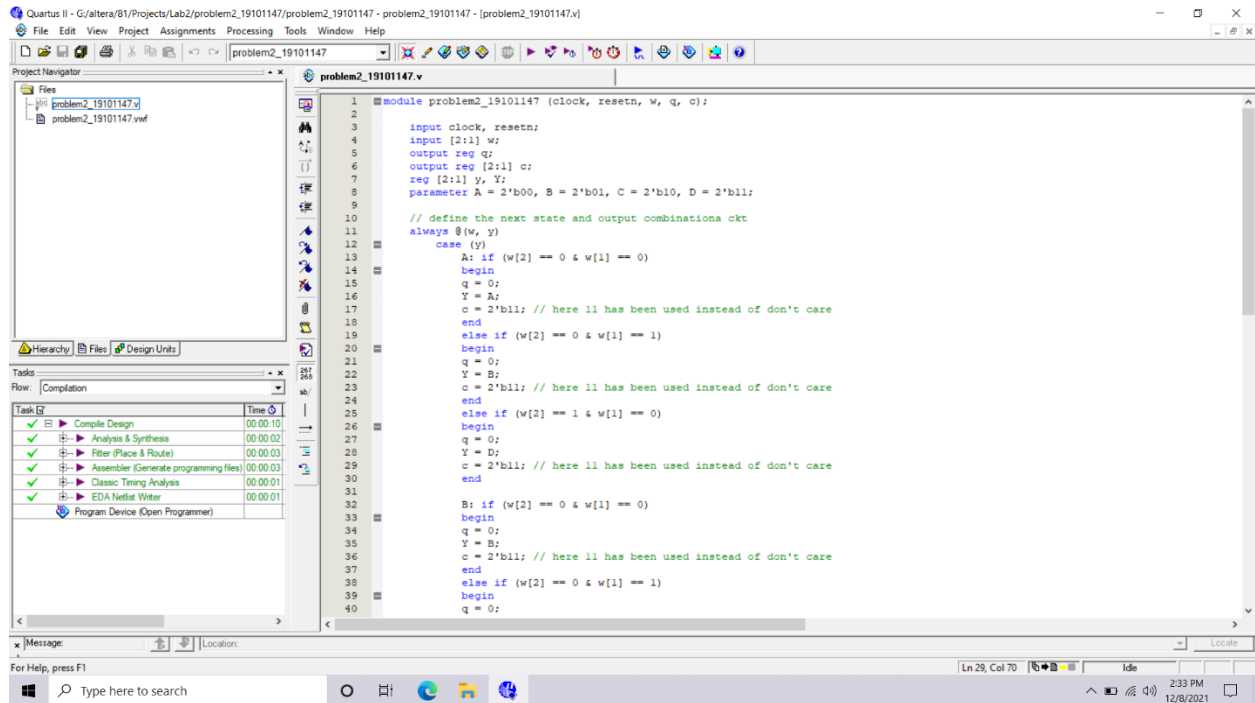 Quartus II - G:/altera/81/Projects/Lab2/problem2_19101147/problem2_19101147 - problem2_19101147 - [problem2_19101147.v]
File Edit View Project Assignments Processing Tools Window Help
problem2_19101147
Project Navigator
Files
problem2_19101147.v
problem2_19101147.vwf
Hierarchy Files Design Units
Tasks
Flow: Compilation
Task Time
Compile Design 00:00:10
Analysis & Synthesis 00:00:02
Fitter (Place & Route) 00:00:03
Assembler (Generate programming files) 00:00:03
Classic Timing Analysis 00:00:01
EDA Netlist Writer 00:00:01
Program Device (Open Programmer)
problem2_19101147.v
267
268
ab/
1 module problem2_19101147 (clock, resetn, w, q, c);
2
3 input clock, resetn;
4 input [2:1] w;
5 output reg q;
6 output reg [2:1] c;
7 reg [2:1] y, Y;
8 parameter A = 2'b00, B = 2'b01, C = 2'b10, D = 2'b11;
9
10 // define the next state and output combinationa ckt
11 always @(w, y)
12 case (y)
13 A: if (w[2] == 0 & w[1] == 0)
14 begin
15 q = 0;
16 Y = A;
17 c = 2'b11; // here 11 has been used instead of don't care
18 end
19 else if (w[2] == 0 & w[1] == 1)
20 begin
21 q = 0;
22 Y = B;
23 c = 2'b11; // here 11 has been used instead of don't care
24 end
25 else if (w[2] == 1 & w[1] == 0)
26 begin
27 q = 0;
28 Y = D;
29 c = 2'b11; // here 11 has been used instead of don't care
30 end
31
32 B: if (w[2] == 0 & w[1] == 0)
33 begin
34 q = 0;
35 Y = B;
36 c = 2'b11; // here 11 has been used instead of don't care
37 end
38 else if (w[2] == 0 & w[1] == 1)
39 begin
40 q = 0;
Message: Location: Locate
For Help, press F1 Ln 29, Col 70 Idle
Type here to search
2:33 PM
12/8/2021